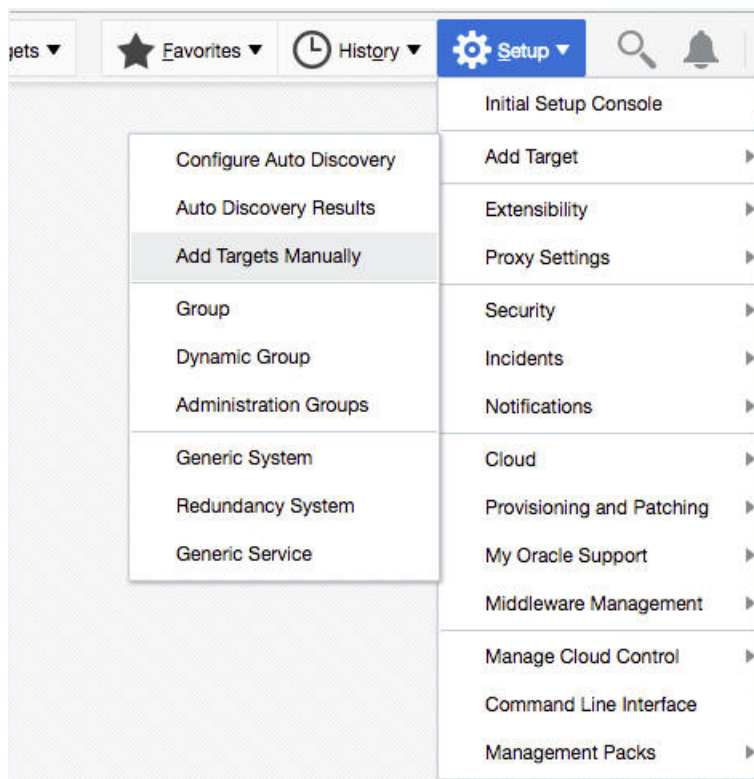 gets ▼ Favorites ▼ History ▼ Setup ▼
Initial Setup Console
Add Target
Extensibility
Proxy Settings
Security
Incidents
Notifications
Cloud
Provisioning and Patching
My Oracle Support
Middleware Management
Manage Cloud Control
Command Line Interface
Management Packs
Configure Auto Discovery
Auto Discovery Results
Add Targets Manually
Group
Dynamic Group
Administration Groups
Generic System
Redundancy System
Generic Service